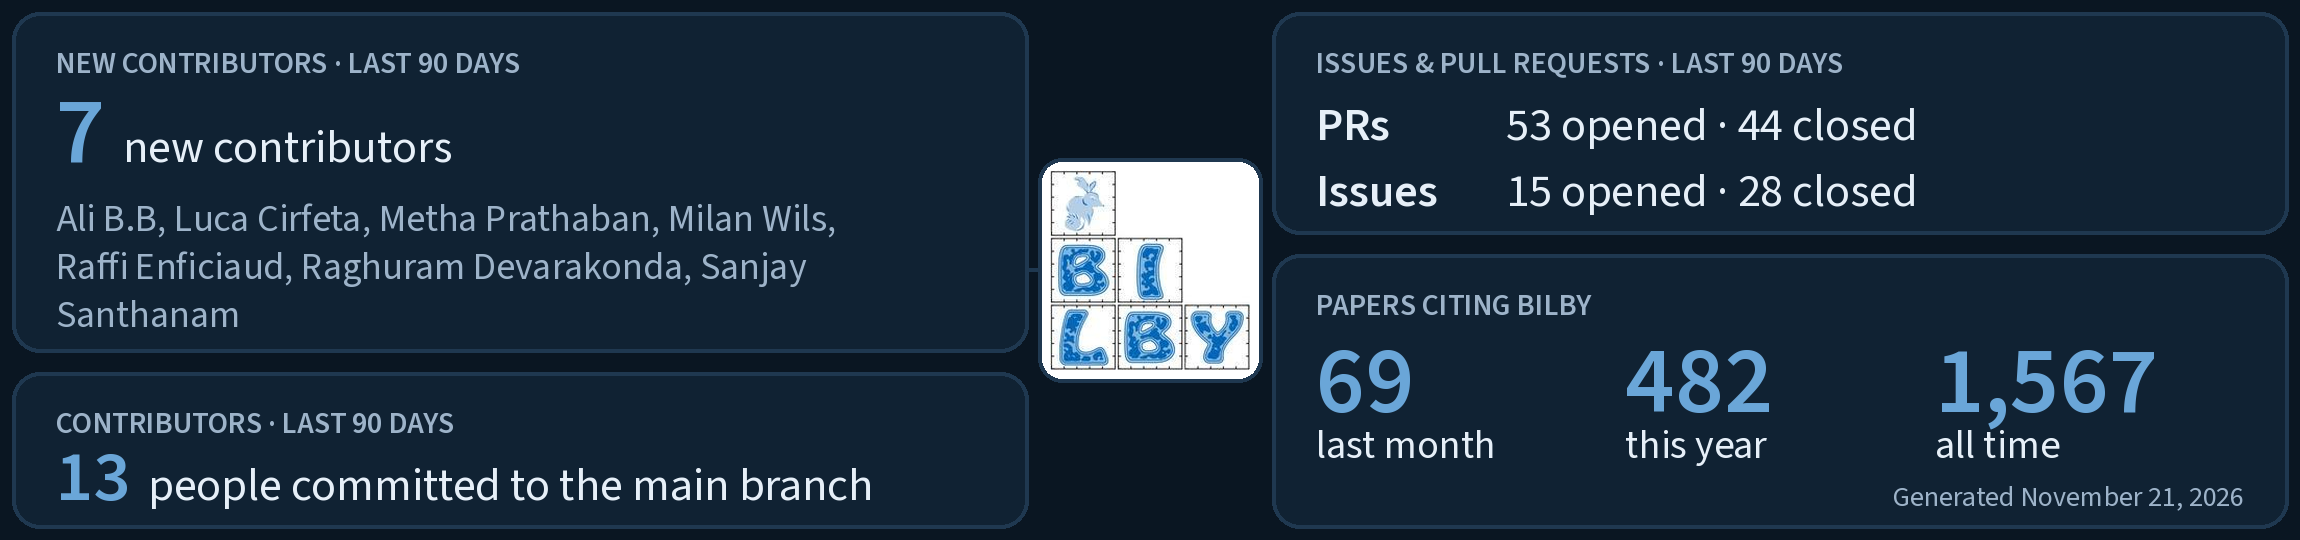 NEW CONTRIBUTORS · LAST 90 DAYS
7 new contributors
Ali B.B, Luca Cirfeta, Metha Prathaban, Milan Wils,
Raffi Enficiaud, Raghuram Devarakonda, Sanjay
Santhanam
CONTRIBUTORS · LAST 90 DAYS
13 people committed to the main branch
B I
L B Y
ISSUES & PULL REQUESTS · LAST 90 DAYS
PRs 53 opened · 44 closed
Issues 15 opened · 28 closed
PAPERS CITING BILBY
69 482 1,567
last month this year all time
Generated November 21, 2026